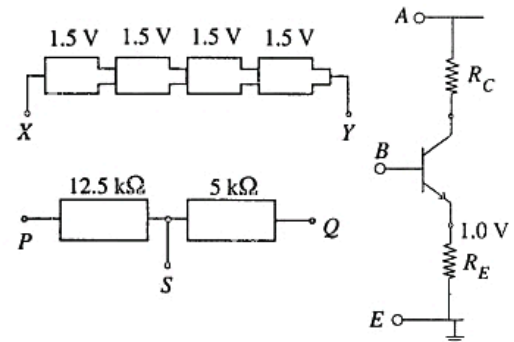 1.5 V 1.5 V 1.5 V 1.5 V
X Y
12.5 kΩ 5 kΩ
P Q
S
A
R_C
B
1.0 V
R_E
E